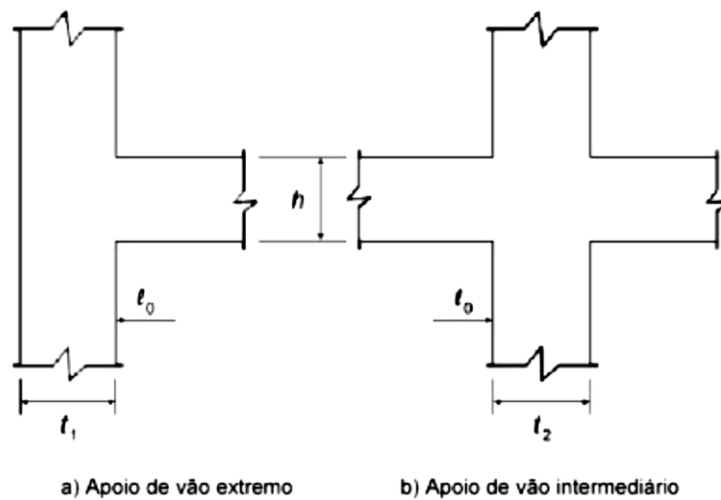 h
ℓ₀
ℓ₀
t₁
t₂
a) Apoio de vão extremo
b) Apoio de vão intermediário